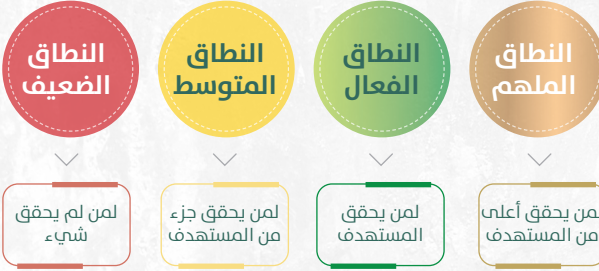 النطاق
الملهم
النطاق
الفعال
النطاق
المتوسط
النطاق
الضعيف
لمن يحقق أعلى
من المستهدف
لمن يحقق
المستهدف
لمن يحقق جزء
من المستهدف
لمن لم يحقق
شيء